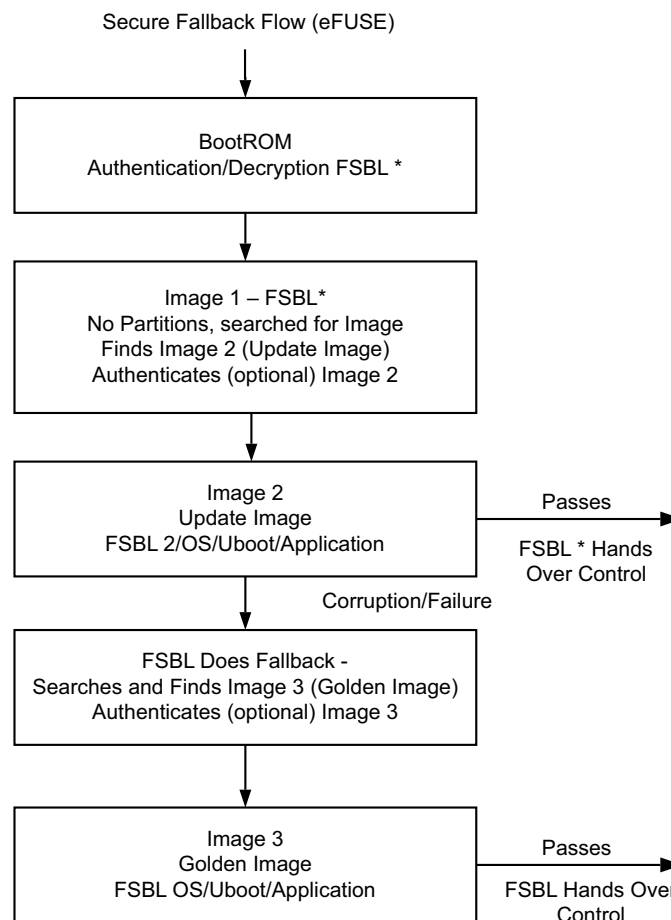 Secure Fallback Flow (eFUSE)
BootROM
Authentication/Decryption FSBL *
Image 1 – FSBL*
No Partitions, searched for Image
Finds Image 2 (Update Image)
Authenticates (optional) Image 2
Image 2
Update Image
FSBL 2/OS/Uboot/Application
Passes
FSBL * Hands
Over Control
Corruption/Failure
FSBL Does Fallback -
Searches and Finds Image 3 (Golden Image)
Authenticates (optional) Image 3
Image 3
Golden Image
FSBL OS/Uboot/Application
Passes
FSBL Hands Over
Control